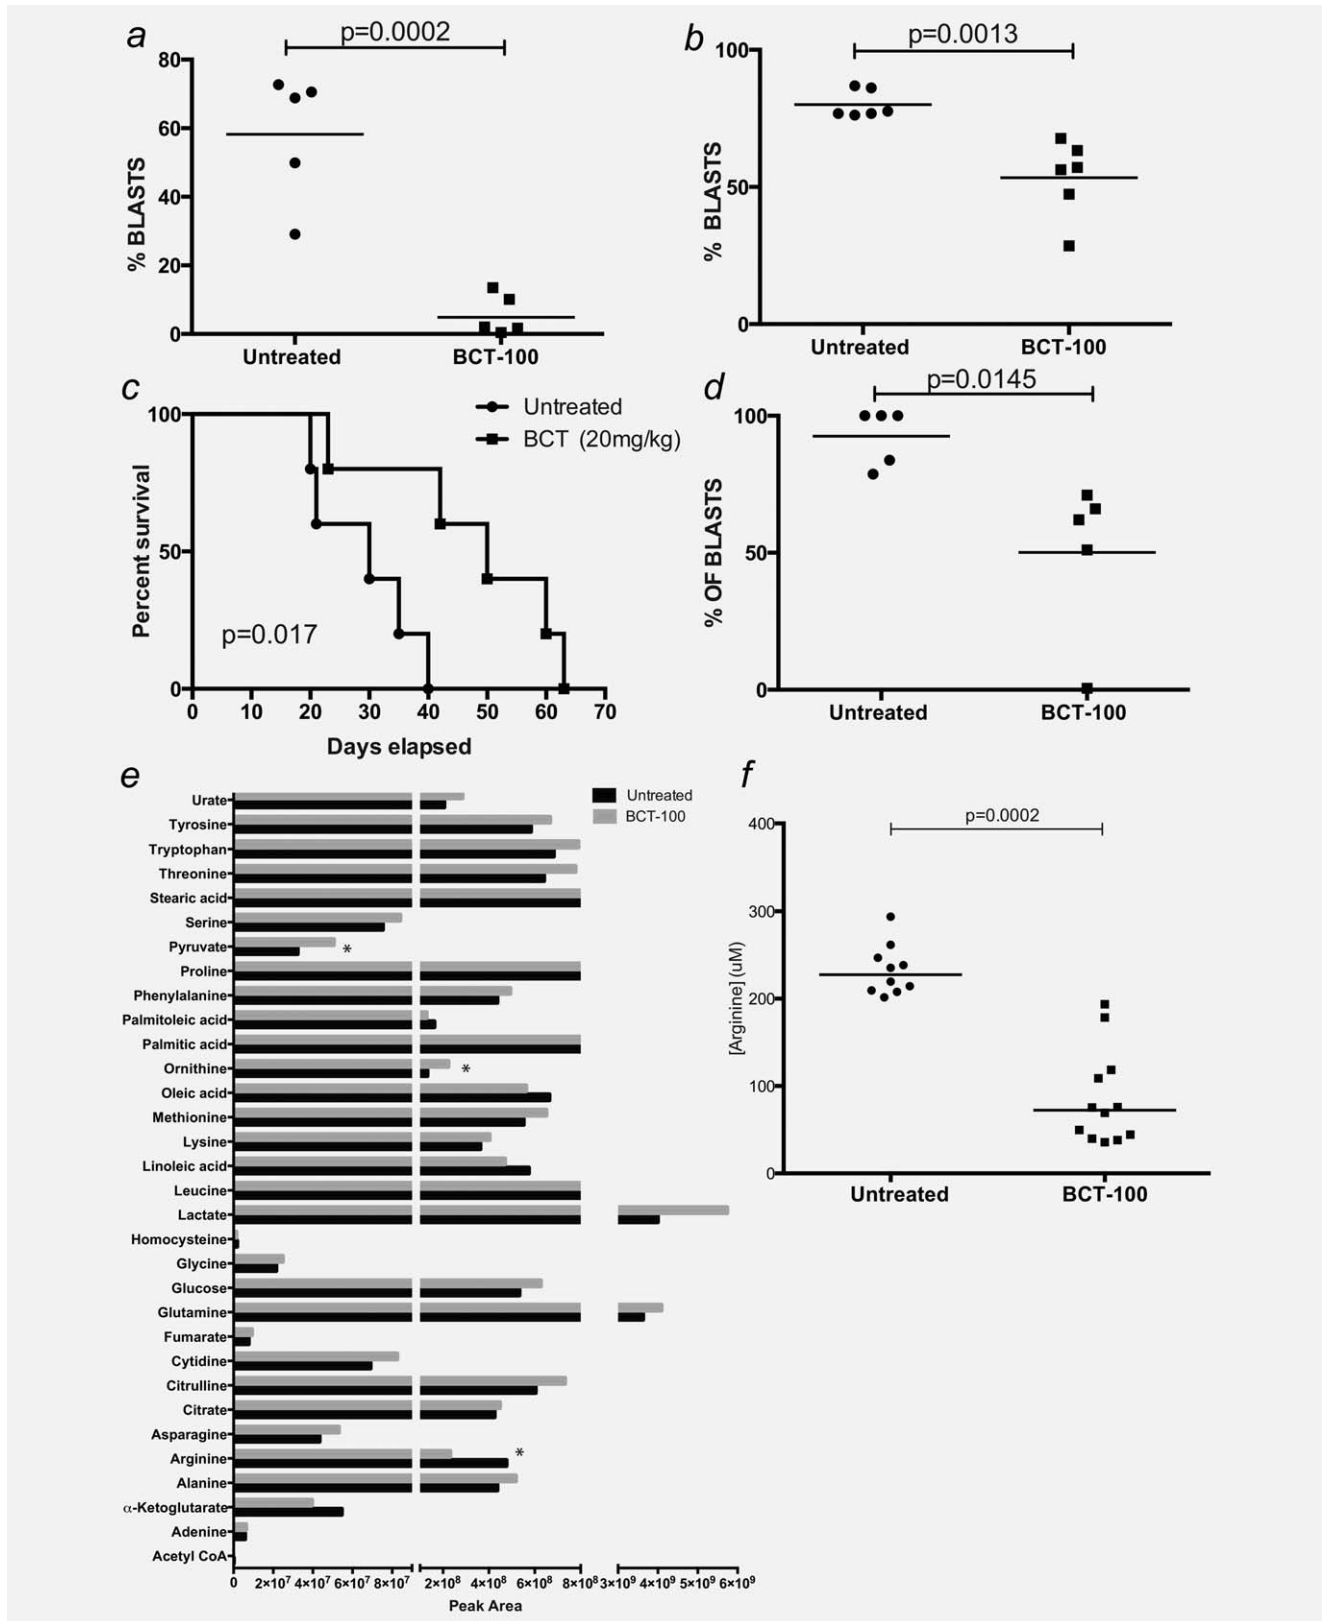 a
p=0.0002
80
60
40
20
0
% BLASTS
Untreated BCT-100
b
p=0.0013
100
50
0
% BLASTS
Untreated BCT-100
c
Untreated
BCT (20mg/kg)
100
50
0
Percent survival
p=0.017
0 10 20 30 40 50 60 70
Days elapsed
d
p=0.0145
100
50
0
% OF BLASTS
Untreated BCT-100
e
Untreated
BCT-100
Urate
Tyrosine
Tryptophan
Threonine
Stearic acid
Serine
Pyruvate *
Proline
Phenylalanine
Palmitoleic acid
Palmitic acid
Ornithine *
Oleic acid
Methionine
Lysine
Linoleic acid
Leucine
Lactate
Homocysteine
Glycine
Glucose
Glutamine
Fumarate
Cytidine
Citrulline
Citrate
Asparagine
Arginine *
Alanine
α-Ketoglutarate
Adenine
Acetyl CoA
0 2×10⁷ 4×10⁷ 6×10⁷ 8×10⁷ 2×10⁸ 4×10⁸ 6×10⁸ 8×10⁸ 3×10⁹ 4×10⁹ 5×10⁹ 6×10⁹
Peak Area
f
p=0.0002
400
300
200
100
0
[Arginine] (uM)
Untreated BCT-100